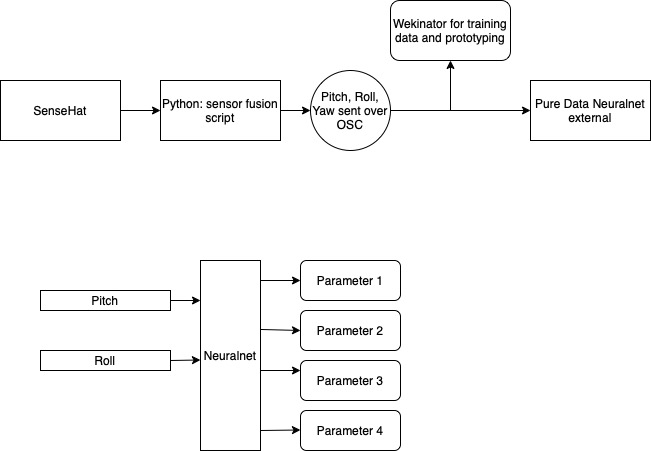 Wekinator for training
data and prototyping
SenseHat
Python: sensor fusion
script
Pitch, Roll,
Yaw sent over
OSC
Pure Data Neuralnet
external
Pitch
Roll
Neuralnet
Parameter 1
Parameter 2
Parameter 3
Parameter 4